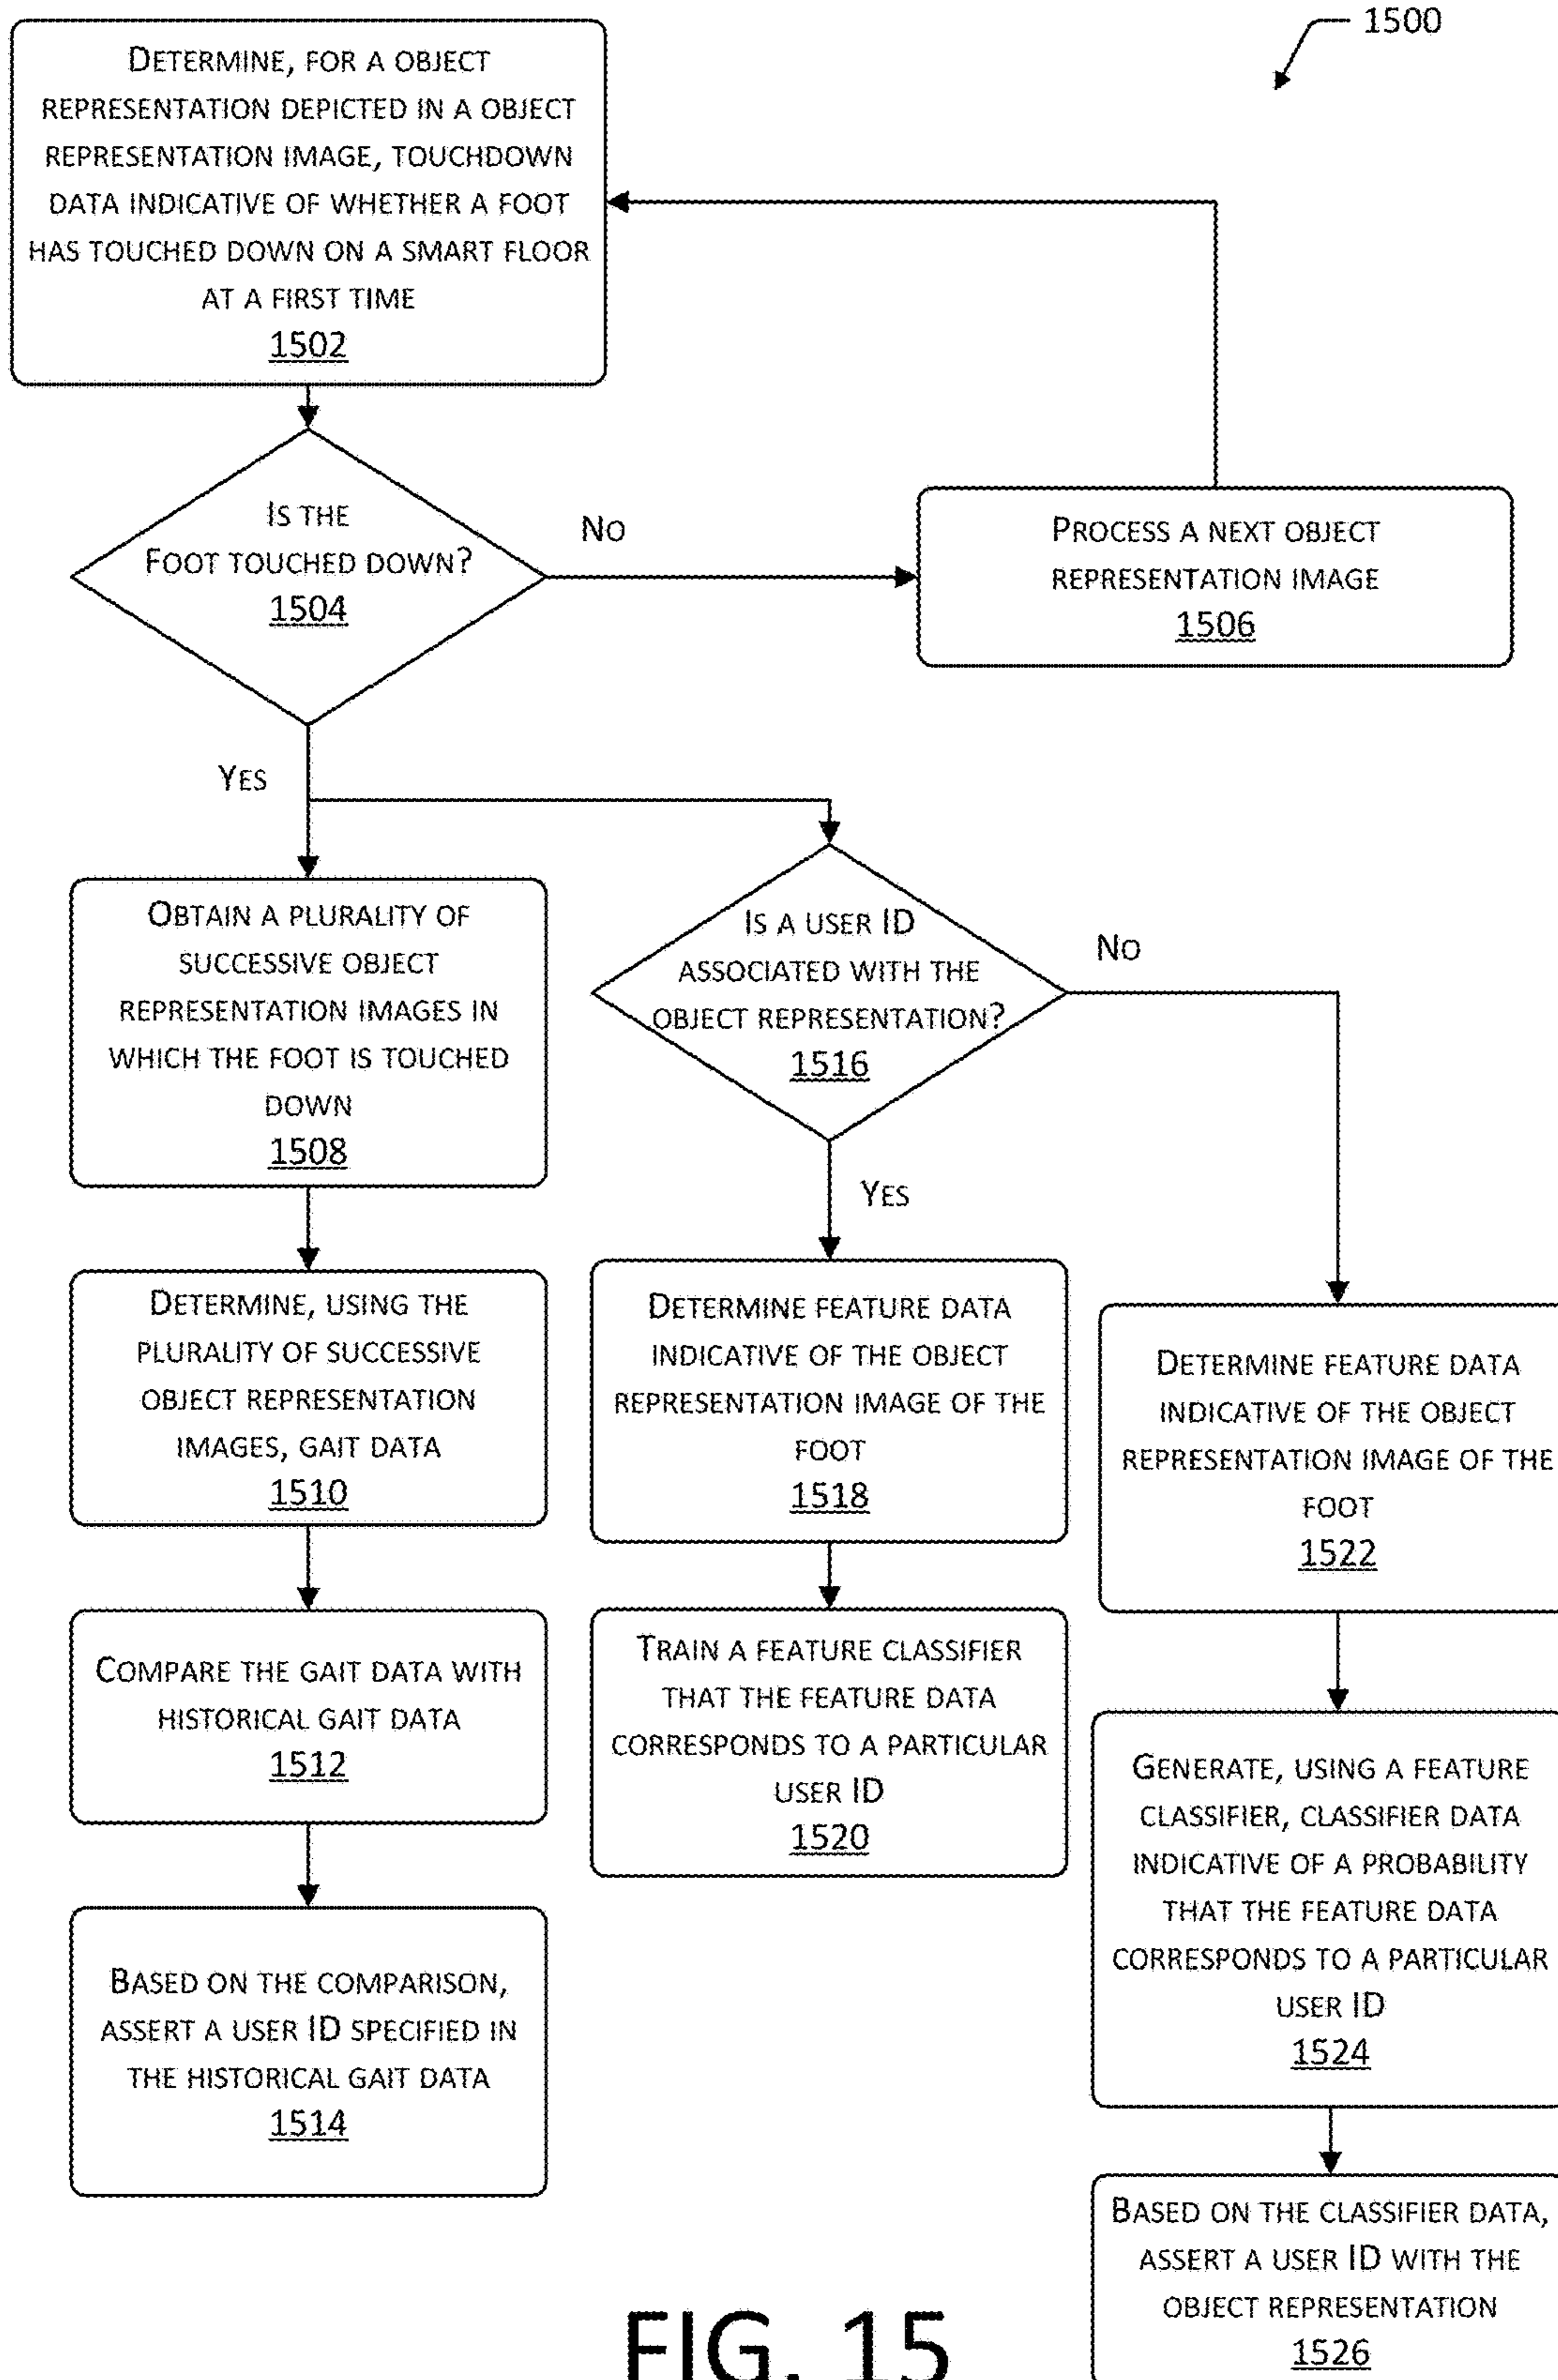 1500
DETERMINE, FOR A OBJECT
REPRESENTATION DEPICTED IN A OBJECT
REPRESENTATION IMAGE, TOUCHDOWN
DATA INDICATIVE OF WHETHER A FOOT
HAS TOUCHED DOWN ON A SMART FLOOR
AT A FIRST TIME
1502
IS THE
FOOT TOUCHED DOWN?
1504
NO
PROCESS A NEXT OBJECT
REPRESENTATION IMAGE
1506
YES
OBTAIN A PLURALITY OF
SUCCESSIVE OBJECT
REPRESENTATION IMAGES IN
WHICH THE FOOT IS TOUCHED
DOWN
1508
DETERMINE, USING THE
PLURALITY OF SUCCESSIVE
OBJECT REPRESENTATION
IMAGES, GAIT DATA
1510
COMPARE THE GAIT DATA WITH
HISTORICAL GAIT DATA
1512
BASED ON THE COMPARISON,
ASSERT A USER ID SPECIFIED IN
THE HISTORICAL GAIT DATA
1514
IS A USER ID
ASSOCIATED WITH THE
OBJECT REPRESENTATION?
1516
YES
DETERMINE FEATURE DATA
INDICATIVE OF THE OBJECT
REPRESENTATION IMAGE OF THE
FOOT
1518
TRAIN A FEATURE CLASSIFIER
THAT THE FEATURE DATA
CORRESPONDS TO A PARTICULAR
USER ID
1520
NO
DETERMINE FEATURE DATA
INDICATIVE OF THE OBJECT
REPRESENTATION IMAGE OF THE
FOOT
1522
GENERATE, USING A FEATURE
CLASSIFIER, CLASSIFIER DATA
INDICATIVE OF A PROBABILITY
THAT THE FEATURE DATA
CORRESPONDS TO A PARTICULAR
USER ID
1524
BASED ON THE CLASSIFIER DATA,
ASSERT A USER ID WITH THE
OBJECT REPRESENTATION
1526
FIG. 15